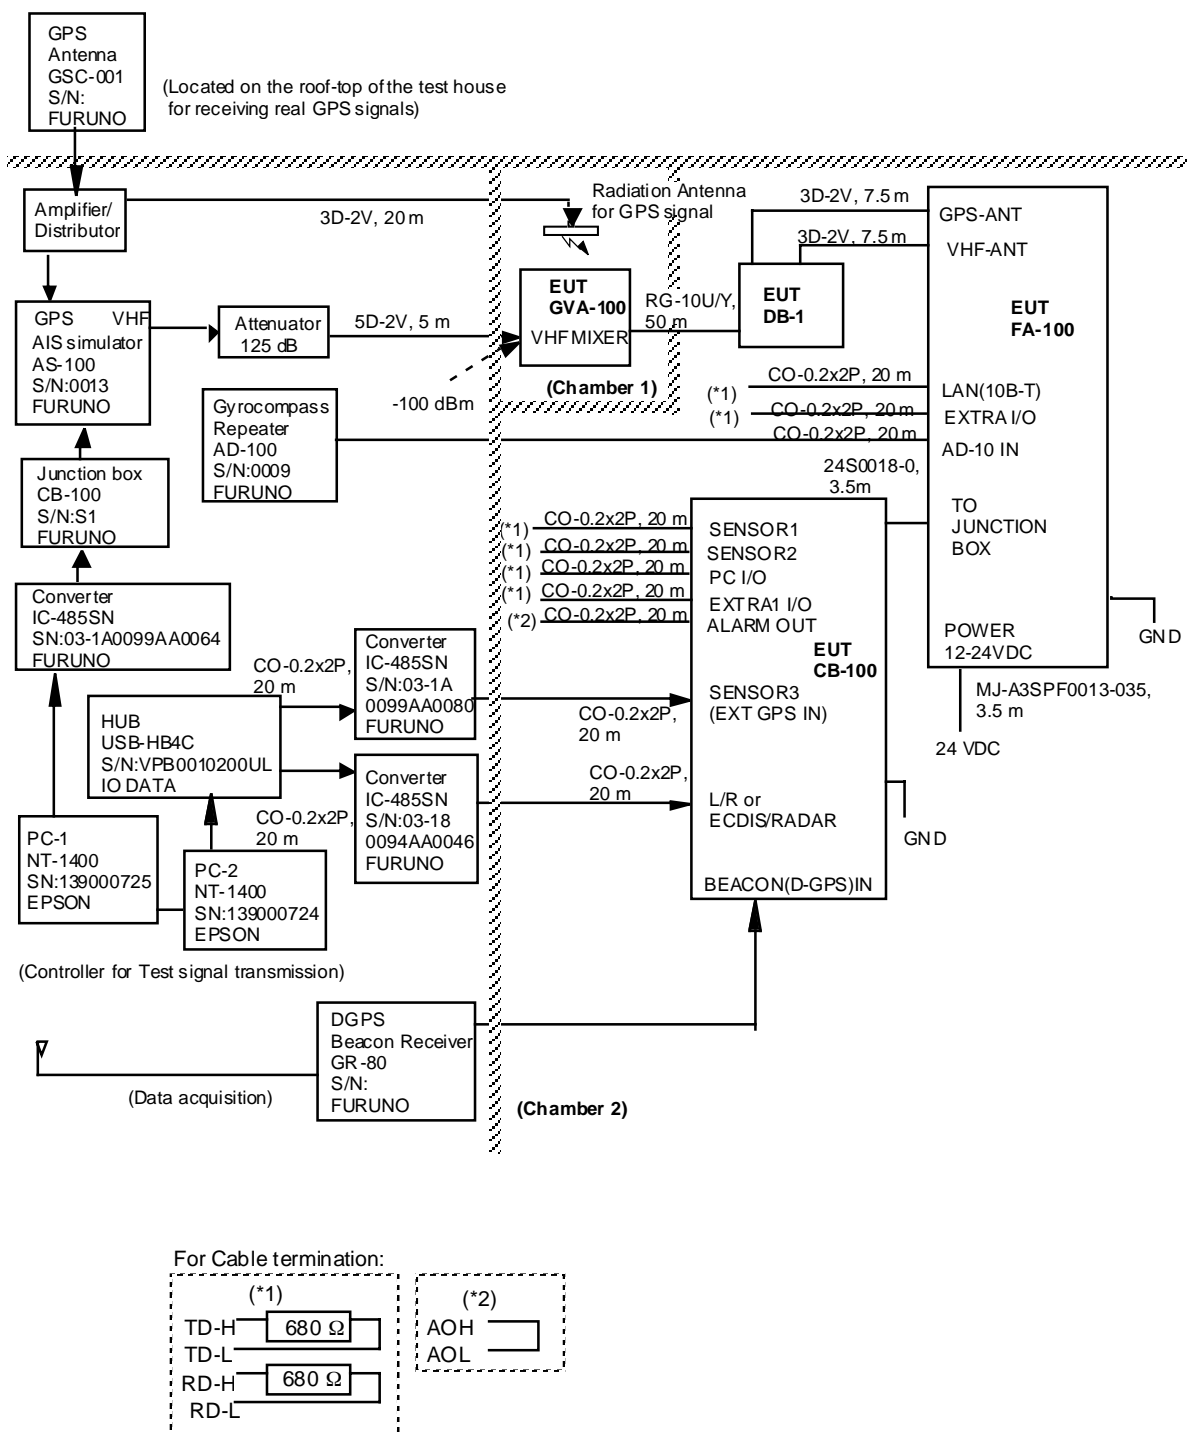 GPS
Antenna
GSC-001
S/N:
FURUNO
(Located on the roof-top of the test house
for receiving real GPS signals)
Amplifier/
Distributor
3D-2V, 20 m
Radiation Antenna
for GPS signal
3D-2V, 7.5 m
GPS-ANT
3D-2V, 7.5 m
VHF-ANT
EUT
FA-100
EUT
GVA-100
VHF MIXER
RG-10U/Y,
50 m
EUT
DB-1
GPS VHF
AIS simulator
AS-100
S/N:0013
FURUNO
Attenuator
125 dB
5D-2V, 5 m
-100 dBm
(Chamber 1)
CO-0.2x2P, 20 m
(*1)
LAN(10B-T)
CO-0.2x2P, 20 m
(*1)
EXTRA I/O
CO-0.2x2P, 20 m
AD-10 IN
Gyrocompass
Repeater
AD-100
S/N:0009
FURUNO
24S0018-0,
3.5m
TO
JUNCTION
BOX
Junction box
CB-100
S/N:S1
FURUNO
(*1) CO-0.2x2P, 20 m SENSOR1
(*1) CO-0.2x2P, 20 m SENSOR2
(*1) CO-0.2x2P, 20 m PC I/O
(*1) CO-0.2x2P, 20 m EXTRA1 I/O
(*2) CO-0.2x2P, 20 m ALARM OUT
EUT
CB-100
Converter
IC-485SN
SN:03-1A0099AA0064
FURUNO
POWER
12-24VDC
GND
MJ-A3SPF0013-035,
3.5 m
24 VDC
CO-0.2x2P,
20 m
Converter
IC-485SN
S/N:03-1A
0099AA0080
FURUNO
SENSOR3
(EXT GPS IN)
CO-0.2x2P,
20 m
HUB
USB-HB4C
S/N:VPB0010200UL
IO DATA
Converter
IC-485SN
S/N:03-18
0094AA0046
FURUNO
CO-0.2x2P,
20 m
L/R or
ECDIS/RADAR
GND
CO-0.2x2P,
20 m
PC-1
NT-1400
SN:139000725
EPSON
PC-2
NT-1400
SN:139000724
EPSON
BEACON(D-GPS)IN
(Controller for Test signal transmission)
DGPS
Beacon Receiver
GR-80
S/N:
FURUNO
(Data acquisition)
(Chamber 2)
For Cable termination:
(*1)
TD-H 680 Ω
TD-L
RD-H 680 Ω
RD-L
(*2)
AOH
AOL